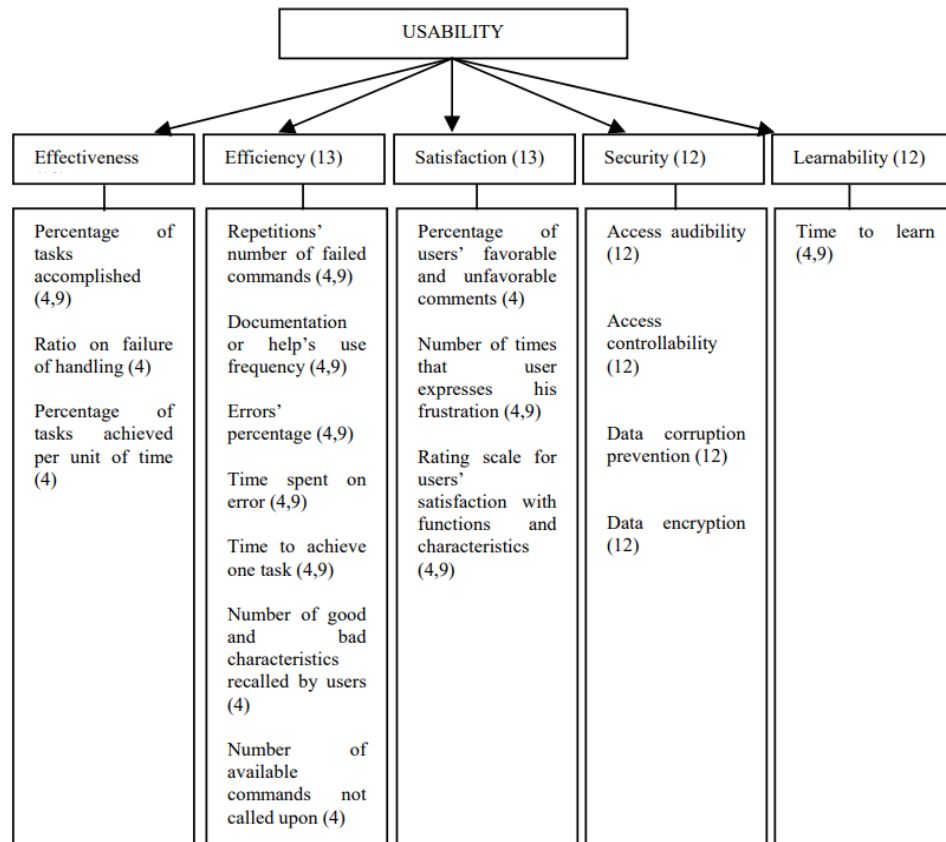 USABILITY
Effectiveness
Efficiency (13)
Satisfaction (13)
Security (12)
Learnability (12)
Percentage of
tasks
accomplished
(4,9)
Ratio on failure
of handling (4)
Percentage of
tasks achieved
per unit of time
(4)
Repetitions'
number of failed
commands (4,9)
Documentation
or help's use
frequency (4,9)
Errors'
percentage (4,9)
Time spent on
error (4,9)
Time to achieve
one task (4,9)
Number of good
and bad
characteristics
recalled by users
(4)
Number of
available
commands not
called upon (4)
Percentage of
users' favorable
and unfavorable
comments (4)
Number of times
that user
expresses his
frustration (4,9)
Rating scale for
users'
satisfaction with
functions and
characteristics
(4,9)
Access audibility
(12)
Access
controllability
(12)
Data corruption
prevention (12)
Data encryption
(12)
Time to learn
(4,9)